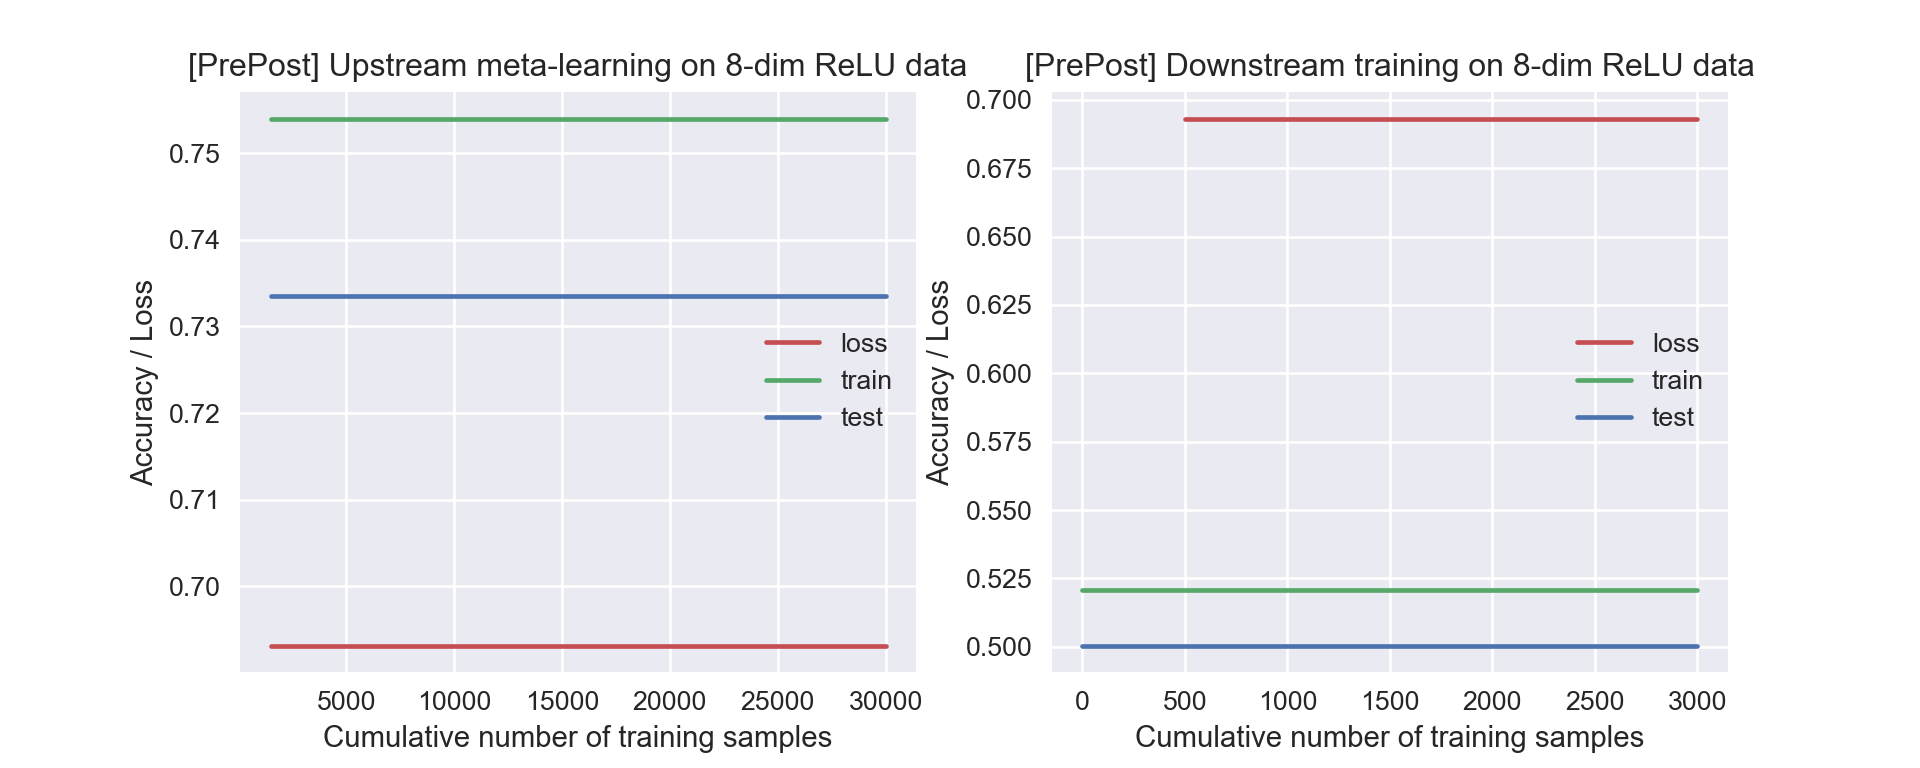 [PrePost] Upstream meta-learning on 8-dim ReLU data
0.75
0.74
0.73
0.72
0.71
0.70
Accuracy / Loss
loss
train
test
5000 10000 15000 20000 25000 30000
Cumulative number of training samples
[PrePost] Downstream training on 8-dim ReLU data
0.700
0.675
0.650
0.625
0.600
0.575
0.550
0.525
0.500
Accuracy / Loss
loss
train
test
0 500 1000 1500 2000 2500 3000
Cumulative number of training samples